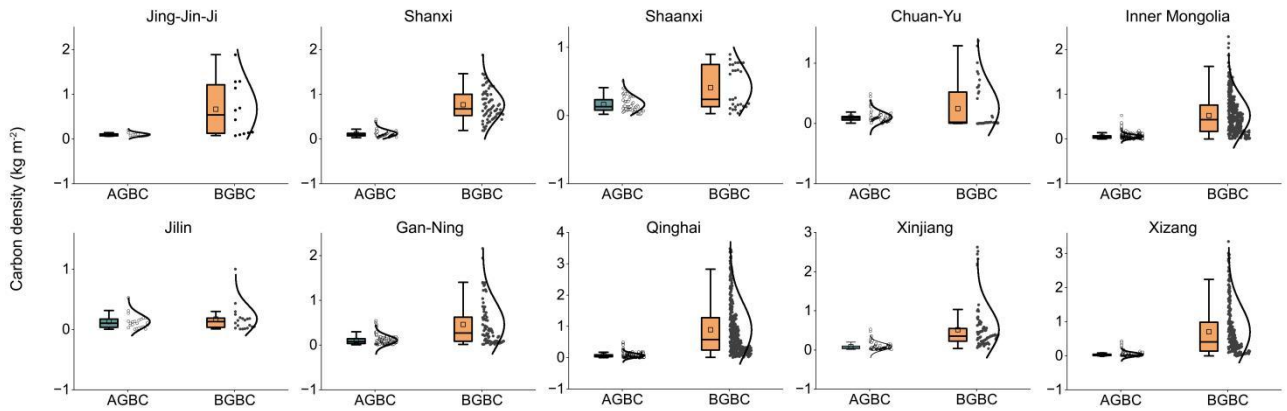 Jing-Jin-Ji
Shanxi
Shaanxi
Chuan-Yu
Inner Mongolia
Carbon density (kg m⁻²)
2
1
0
−1
AGBC
BGBC
2
1
0
−1
AGBC
BGBC
1
0
−1
AGBC
BGBC
1
0
−1
AGBC
BGBC
2
1
0
−1
AGBC
BGBC
Jilin
Gan-Ning
Qinghai
Xinjiang
Xizang
1
0
−1
AGBC
BGBC
2
1
0
−1
AGBC
BGBC
4
3
2
1
0
−1
AGBC
BGBC
3
2
1
0
−1
AGBC
BGBC
3
2
1
0
−1
AGBC
BGBC